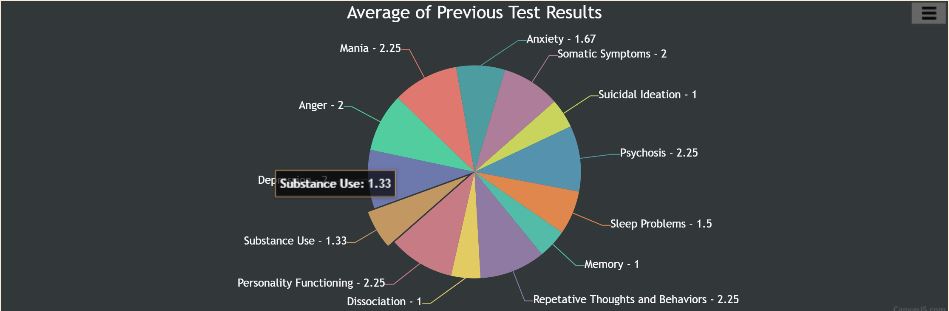 Average of Previous Test Results
Anxiety - 1.67
Mania - 2.25
Somatic Symptoms - 2
Suicidal Ideation - 1
Anger - 2
Psychosis - 2.25
Substance Use: 1.33
Sleep Problems - 1.5
Substance Use - 1.33
Memory - 1
Personality Functioning - 2.25
Dissociation - 1
Repetative Thoughts and Behaviors - 2.25